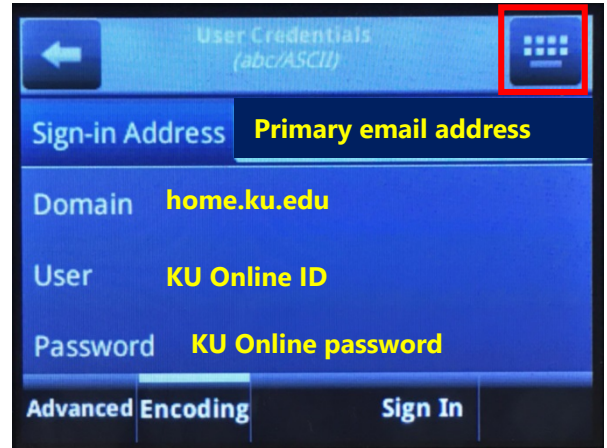 User Credentials
(abc/ASCII)
Sign-in Address Primary email address
Domain home.ku.edu
User KU Online ID
Password KU Online password
Advanced Encoding Sign In